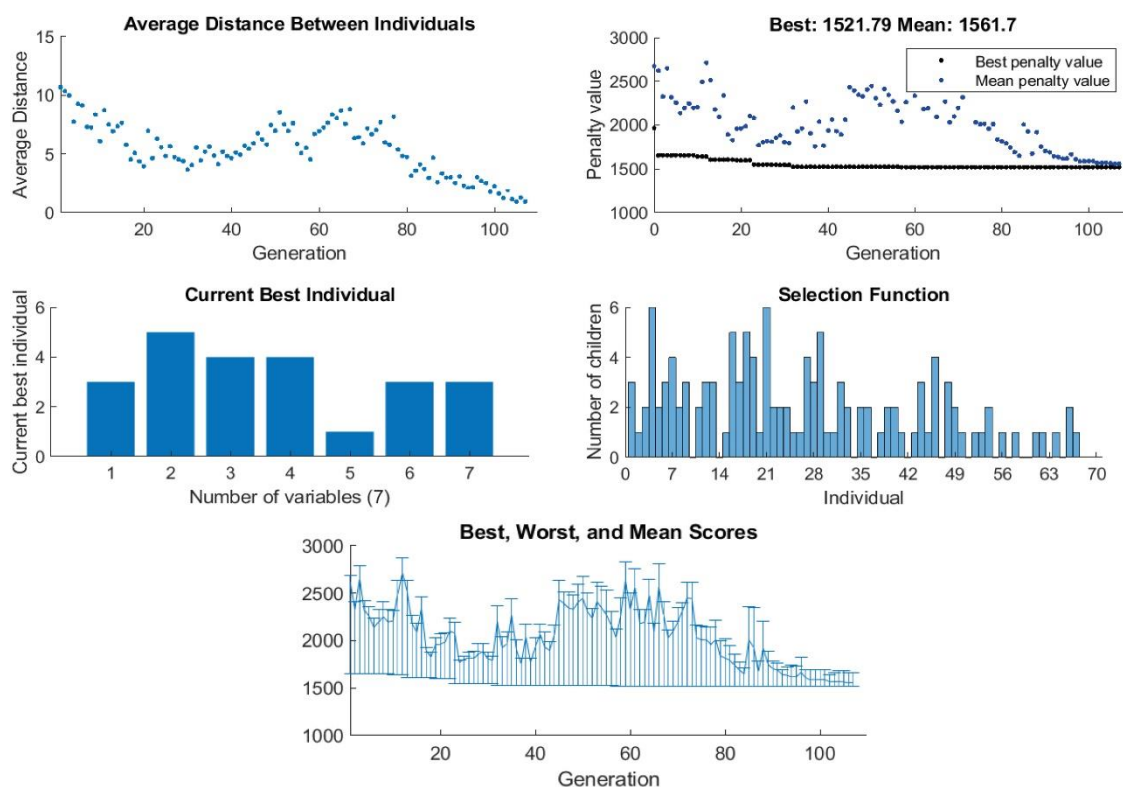 Average Distance Between Individuals
15
10
5
0
Average Distance
20 40 60 80 100
Generation
Best: 1521.79 Mean: 1561.7
3000
2500
2000
1500
1000
Penalty value
Best penalty value
Mean penalty value
0 20 40 60 80 100
Generation
Current Best Individual
6
4
2
0
Current best individual
1 2 3 4 5 6 7
Number of variables (7)
Selection Function
6
4
2
0
Number of children
0 7 14 21 28 35 42 49 56 63 70
Individual
Best, Worst, and Mean Scores
3000
2500
2000
1500
1000
20 40 60 80 100
Generation